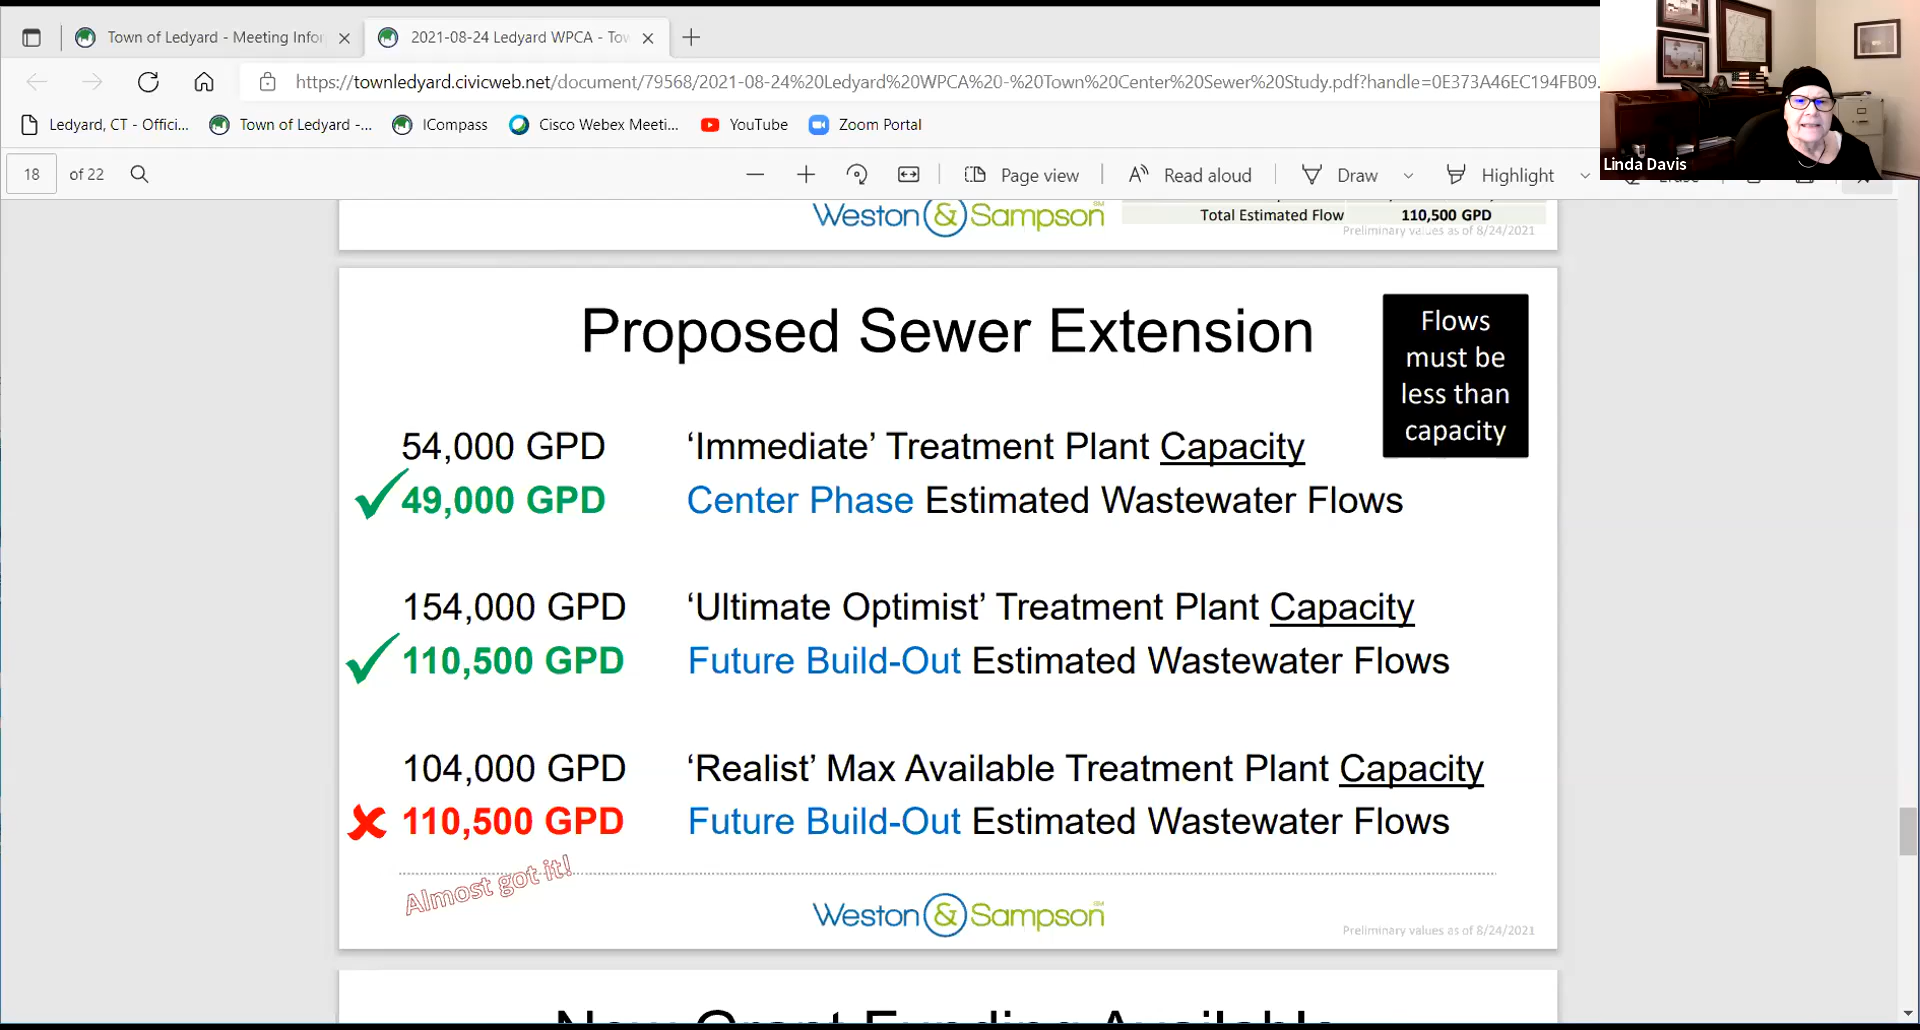 Town of Ledyard - Meeting Infor
2021-08-24 Ledyard WPCA - Tow
https://townledyard.civicweb.net/document/79568/2021-08-24%20Ledyard%20WPCA%20-%20Town%20Center%20Sewer%20Study.pdf?handle=0E373A46EC194FB09...
Ledyard, CT - Offici...
Town of Ledyard -...
ICompass
Cisco Webex Meeti...
YouTube
Zoom Portal
Linda Davis
18 of 22
Page view
Read aloud
Draw
Highlight
Erase
Weston & Sampson SM
Total Estimated Flow 110,500 GPD
Preliminary values as of 8/24/2021
Proposed Sewer Extension
Flows
must be
less than
capacity
54,000 GPD ‘Immediate’ Treatment Plant Capacity
49,000 GPD Center Phase Estimated Wastewater Flows
154,000 GPD ‘Ultimate Optimist’ Treatment Plant Capacity
110,500 GPD Future Build-Out Estimated Wastewater Flows
104,000 GPD ‘Realist’ Max Available Treatment Plant Capacity
110,500 GPD Future Build-Out Estimated Wastewater Flows
Almost got it!
Weston & Sampson SM
Preliminary values as of 8/24/2021
New Grant Funding Available